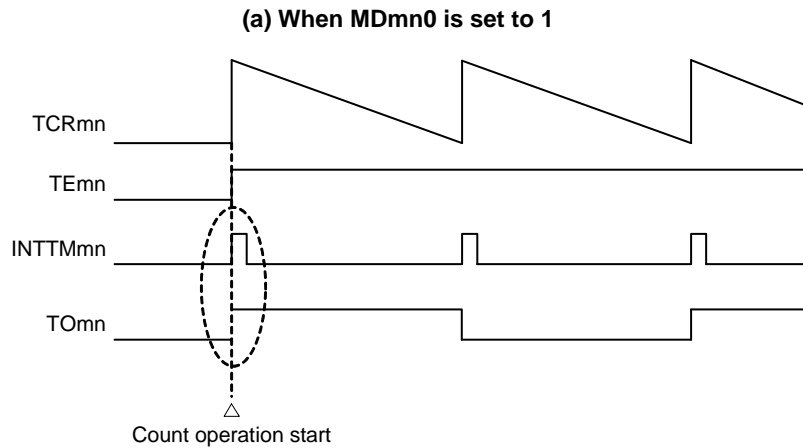 (a) When MDmn0 is set to 1
TCRmn
TEmn
INTTMmn
TOmn
Count operation start